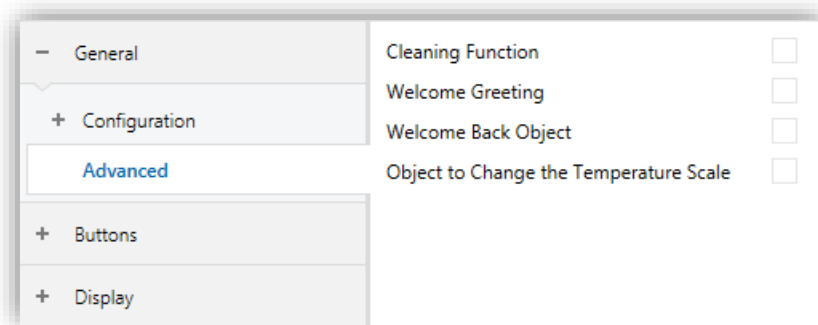 General
Configuration
Advanced
Buttons
Display
Cleaning Function
Welcome Greeting
Welcome Back Object
Object to Change the Temperature Scale